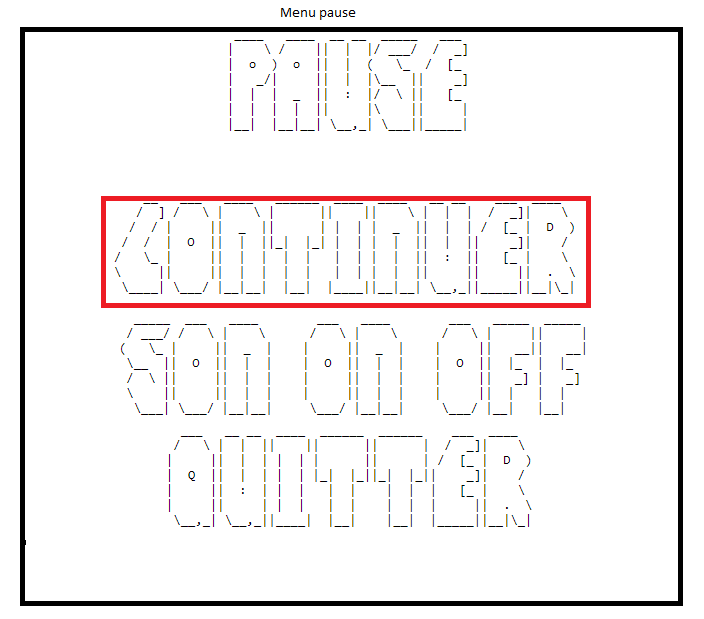 Menu pause
PAUSE
CONTINUER
SON ON OFF
QUITTER